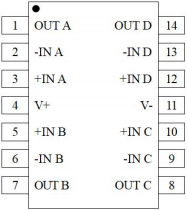 1 OUT A OUT D 14
2 -IN A -IN D 13
3 +IN A +IN D 12
4 V+ V- 11
5 +IN B +IN C 10
6 -IN B -IN C 9
7 OUT B OUT C 8